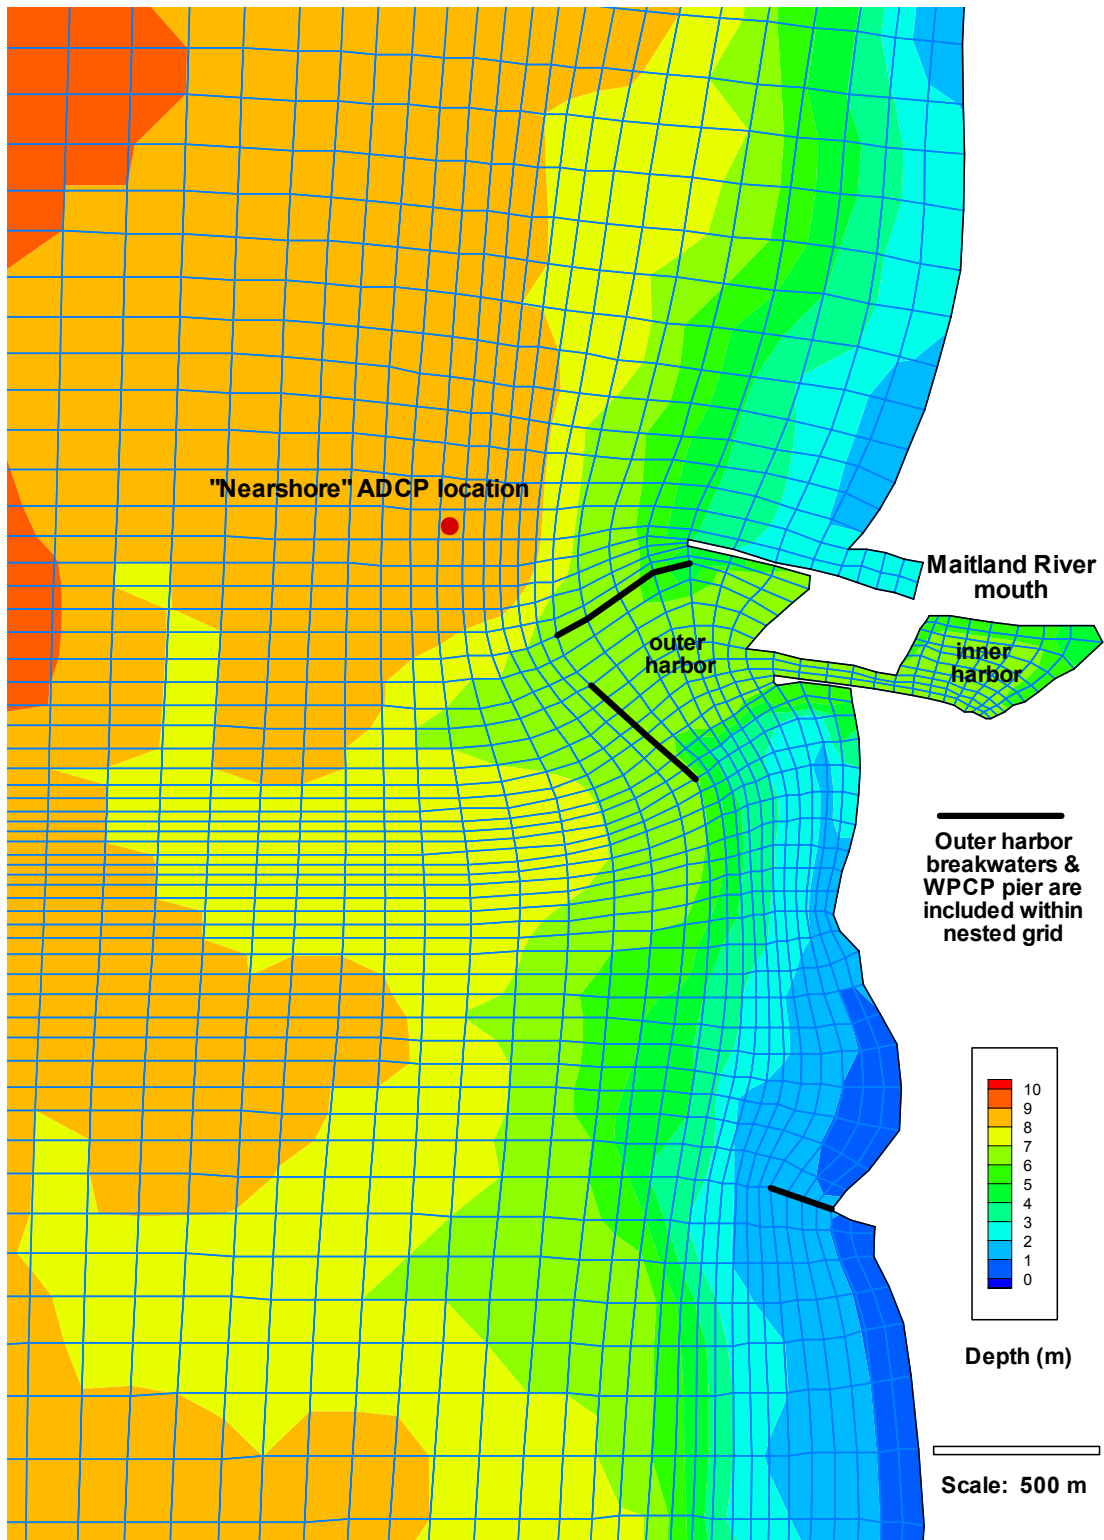 "Nearshore" ADCP location
Maitland River
mouth
outer
harbor
inner
harbor
Outer harbor
breakwaters &
WPCP pier are
included within
nested grid
10
9
8
7
6
5
4
3
2
1
0
Depth (m)
Scale: 500 m